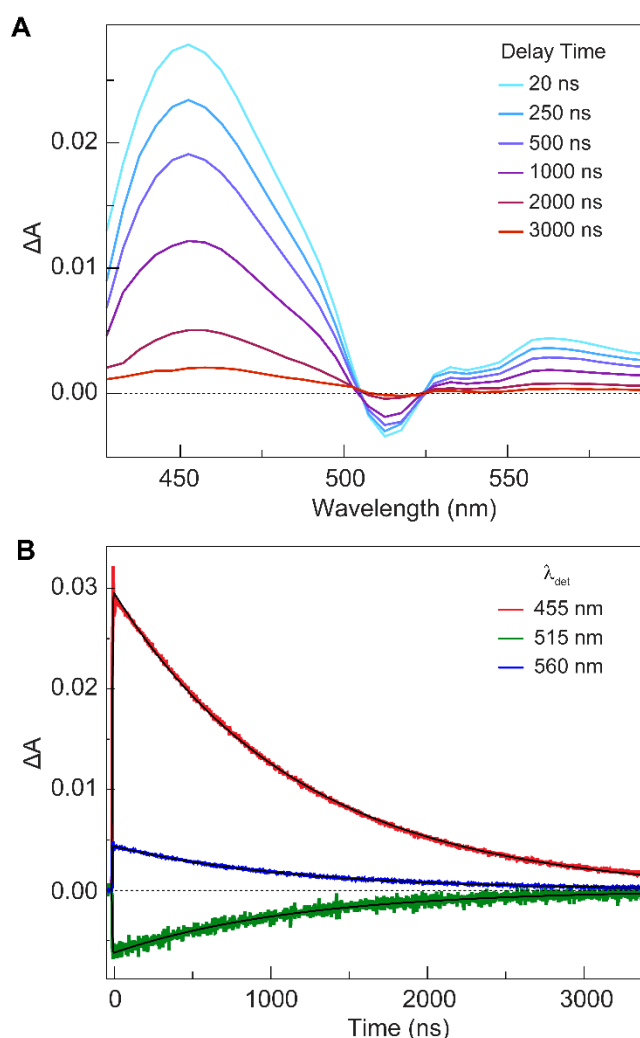 A
Delay Time
20 ns
250 ns
500 ns
1000 ns
2000 ns
3000 ns
0.02
0.01
0.00
ΔA
450
500
550
Wavelength (nm)
B
λdet
455 nm
515 nm
560 nm
0.03
0.02
0.01
0.00
ΔA
0
1000
2000
3000
Time (ns)